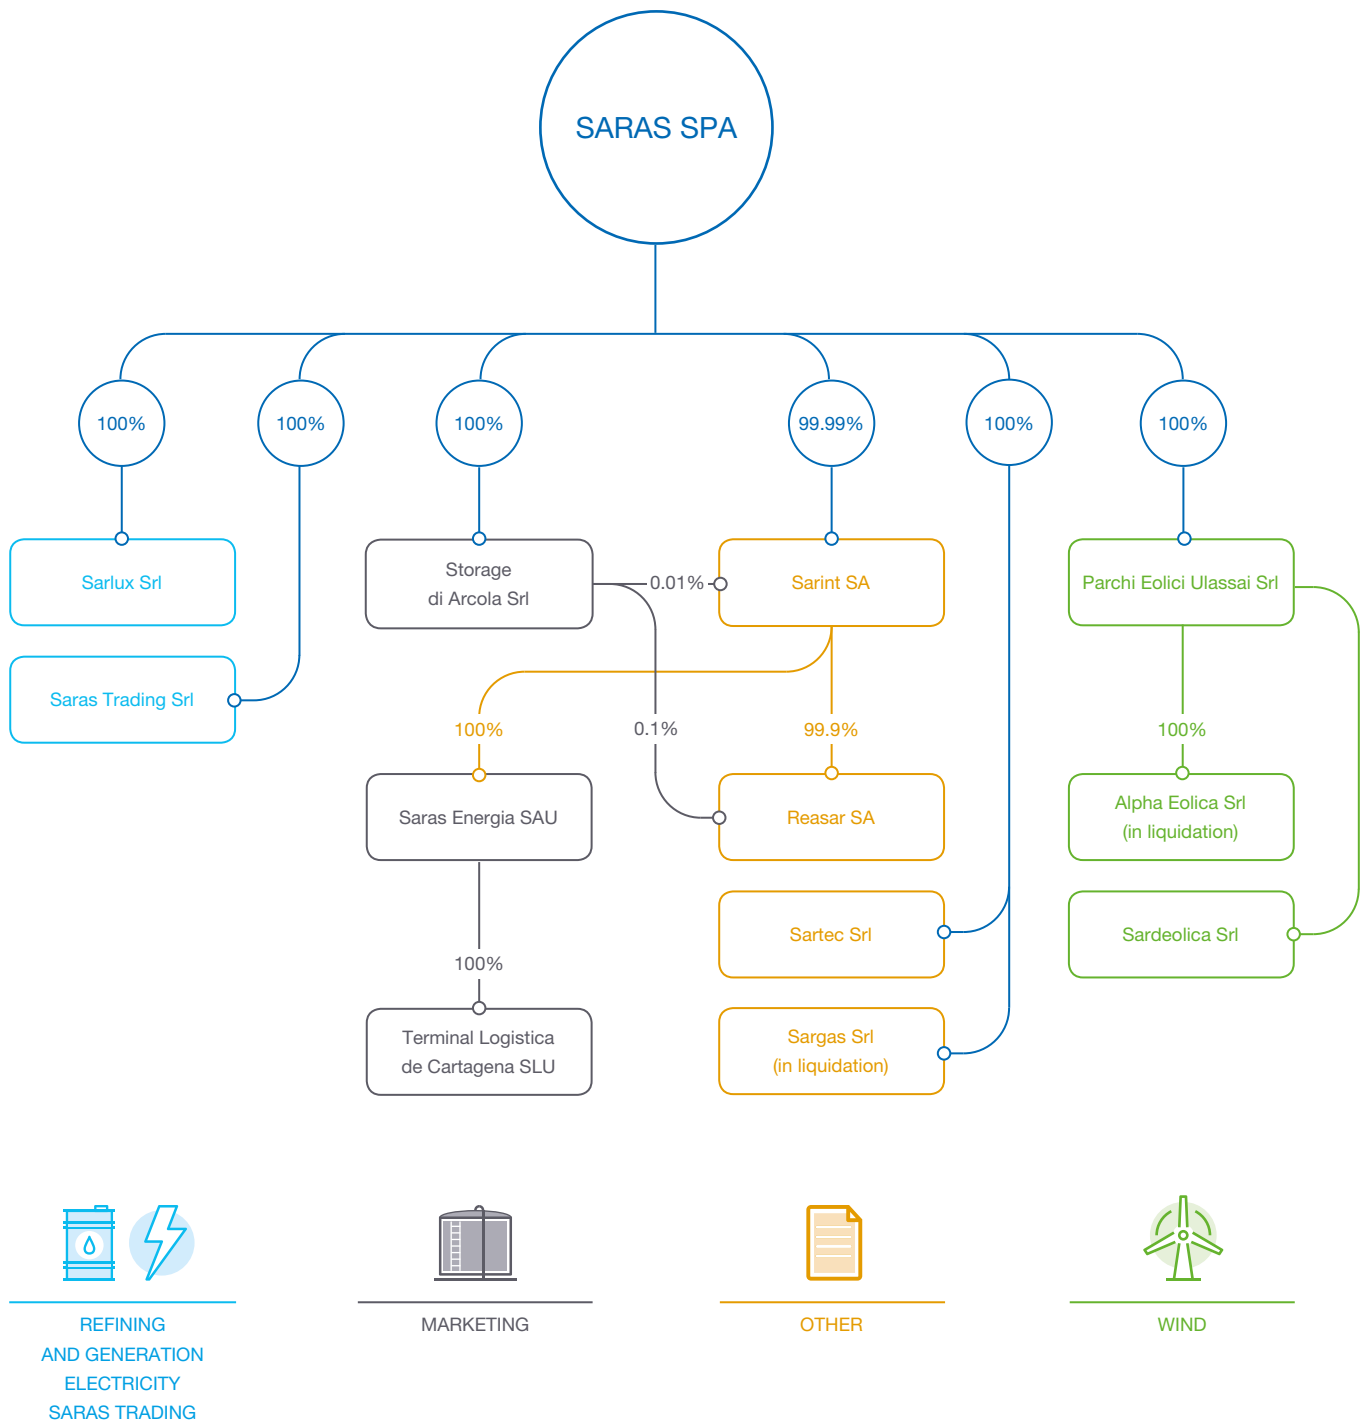 SARAS SPA
100%
100%
100%
99.99%
100%
100%
Sarlux Srl
Storage
di Arcola Srl
0.01%
Sarint SA
Parchi Eolici Ulassai Srl
Saras Trading Srl
100%
0.1%
99.9%
100%
Saras Energia SAU
Reasar SA
Alpha Eolica Srl
(in liquidation)
Sartec Srl
Sardeolica Srl
100%
Terminal Logistica
de Cartagena SLU
Sargas Srl
(in liquidation)
REFINING
AND GENERATION
ELECTRICITY
SARAS TRADING
MARKETING
OTHER
WIND